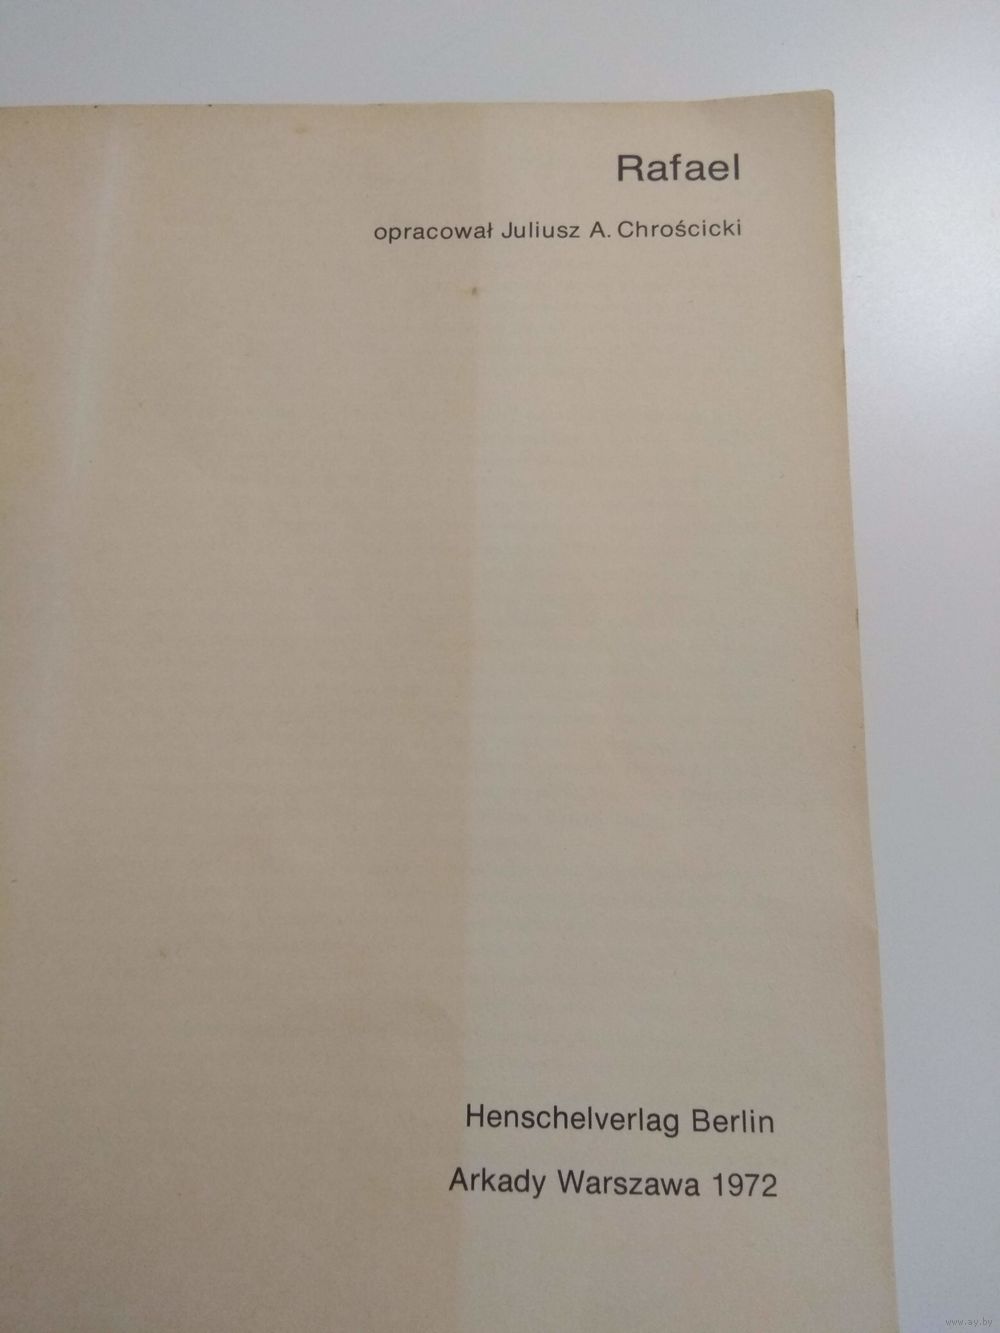 Rafael
opracował Juliusz A. Chrościcki
Henschelverlag Berlin
Arkady Warszawa 1972
www.ay.by